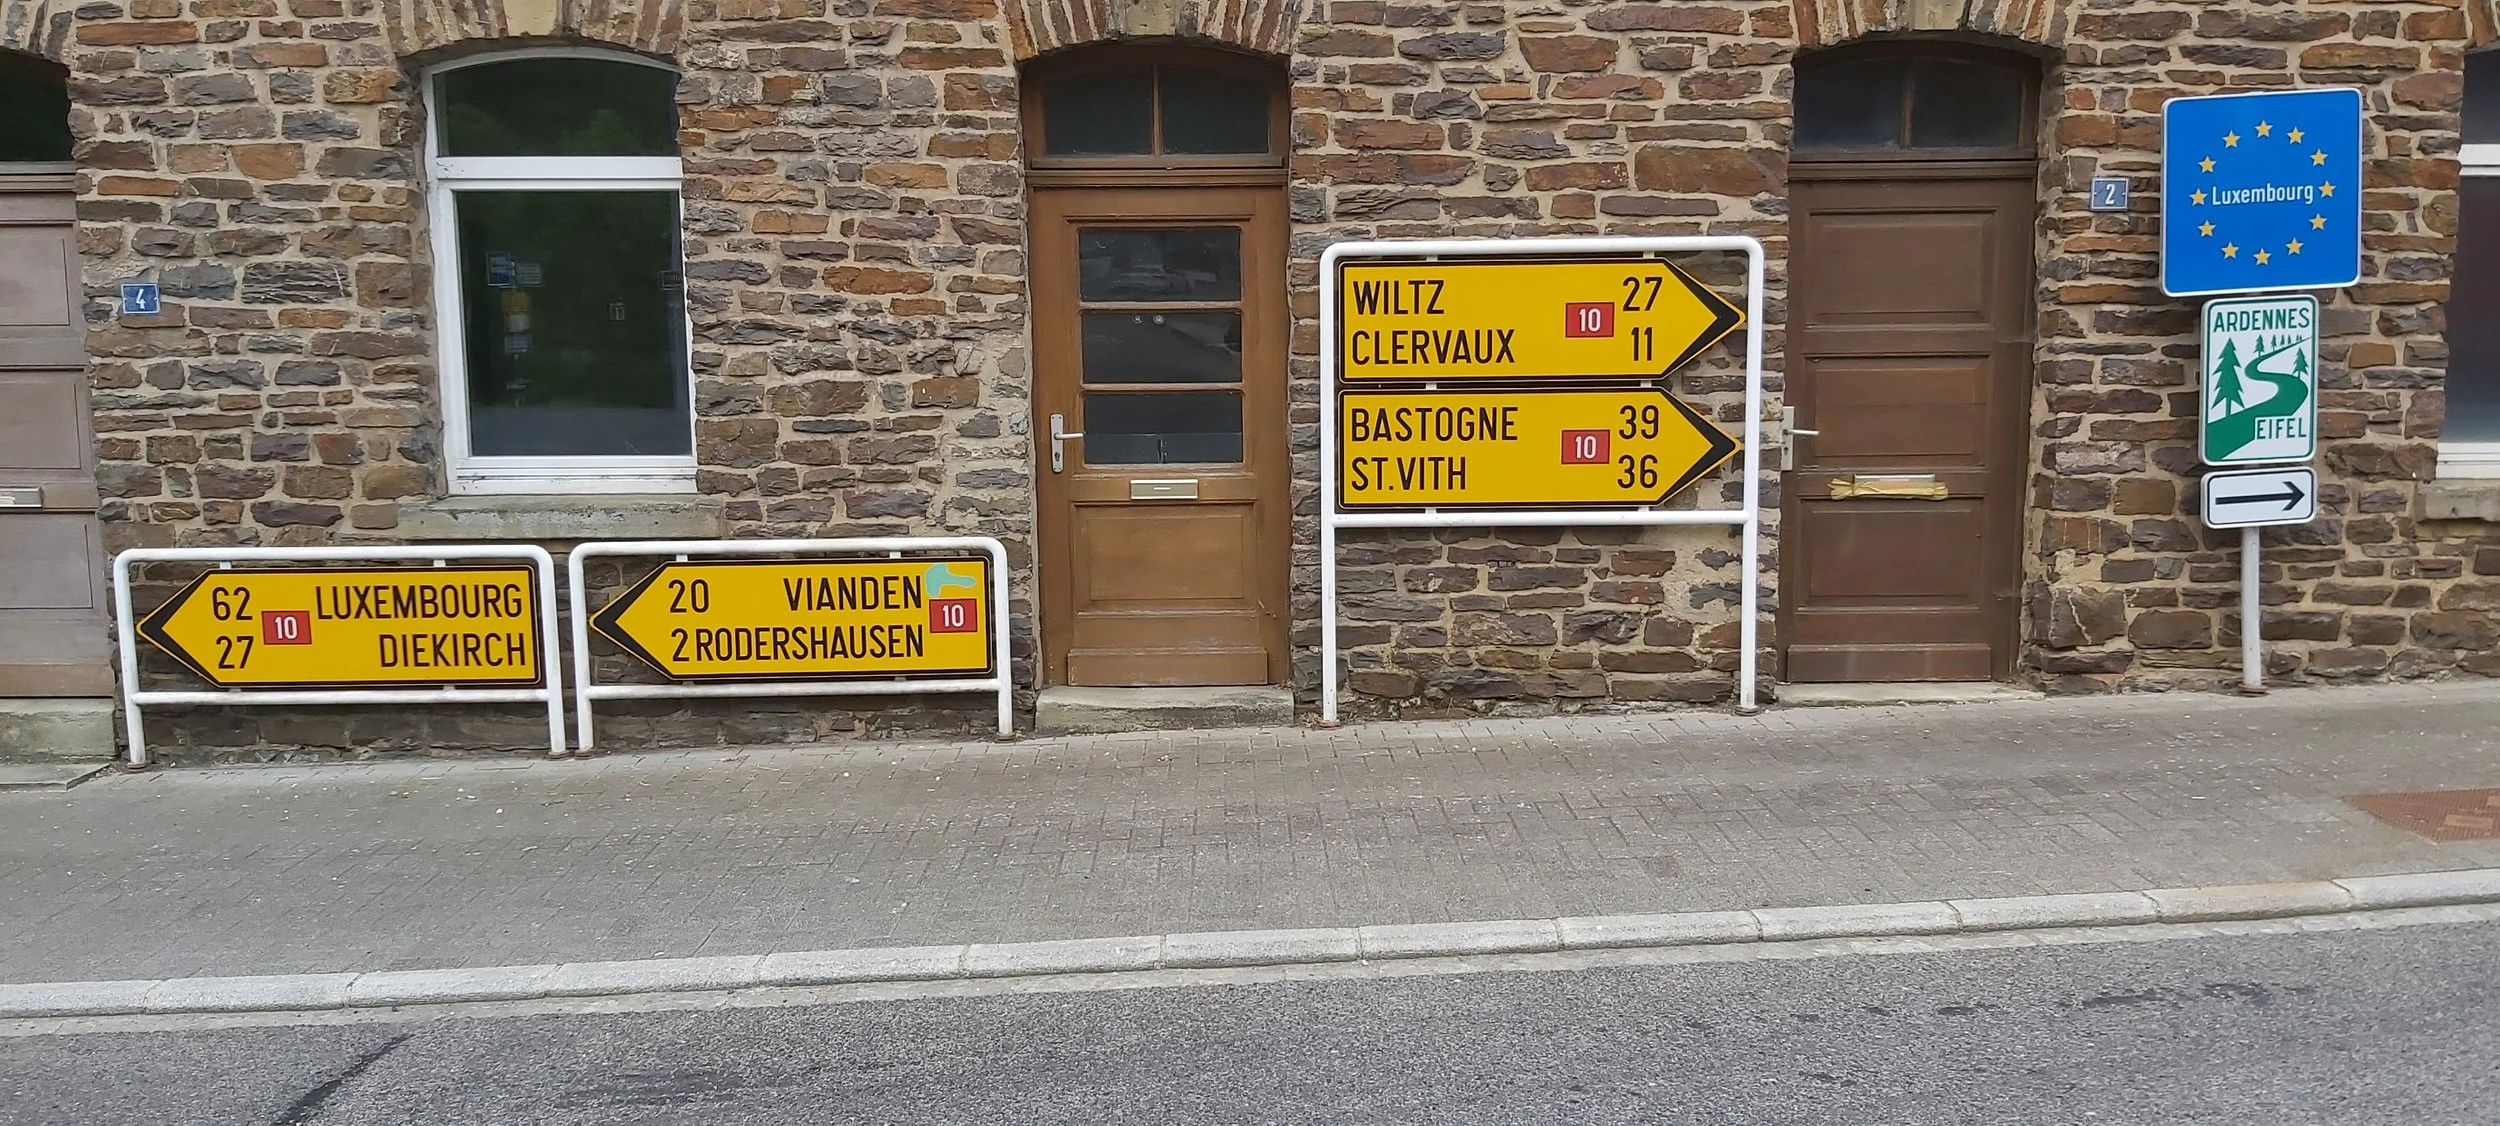 4
62 10 LUXEMBOURG
27 DIEKIRCH
20 VIANDEN 10
2 RODERSHAUSEN
WILTZ 10 27
CLERVAUX 11
BASTOGNE 10 39
ST.VITH 36
2
Luxembourg
ARDENNES
EIFEL